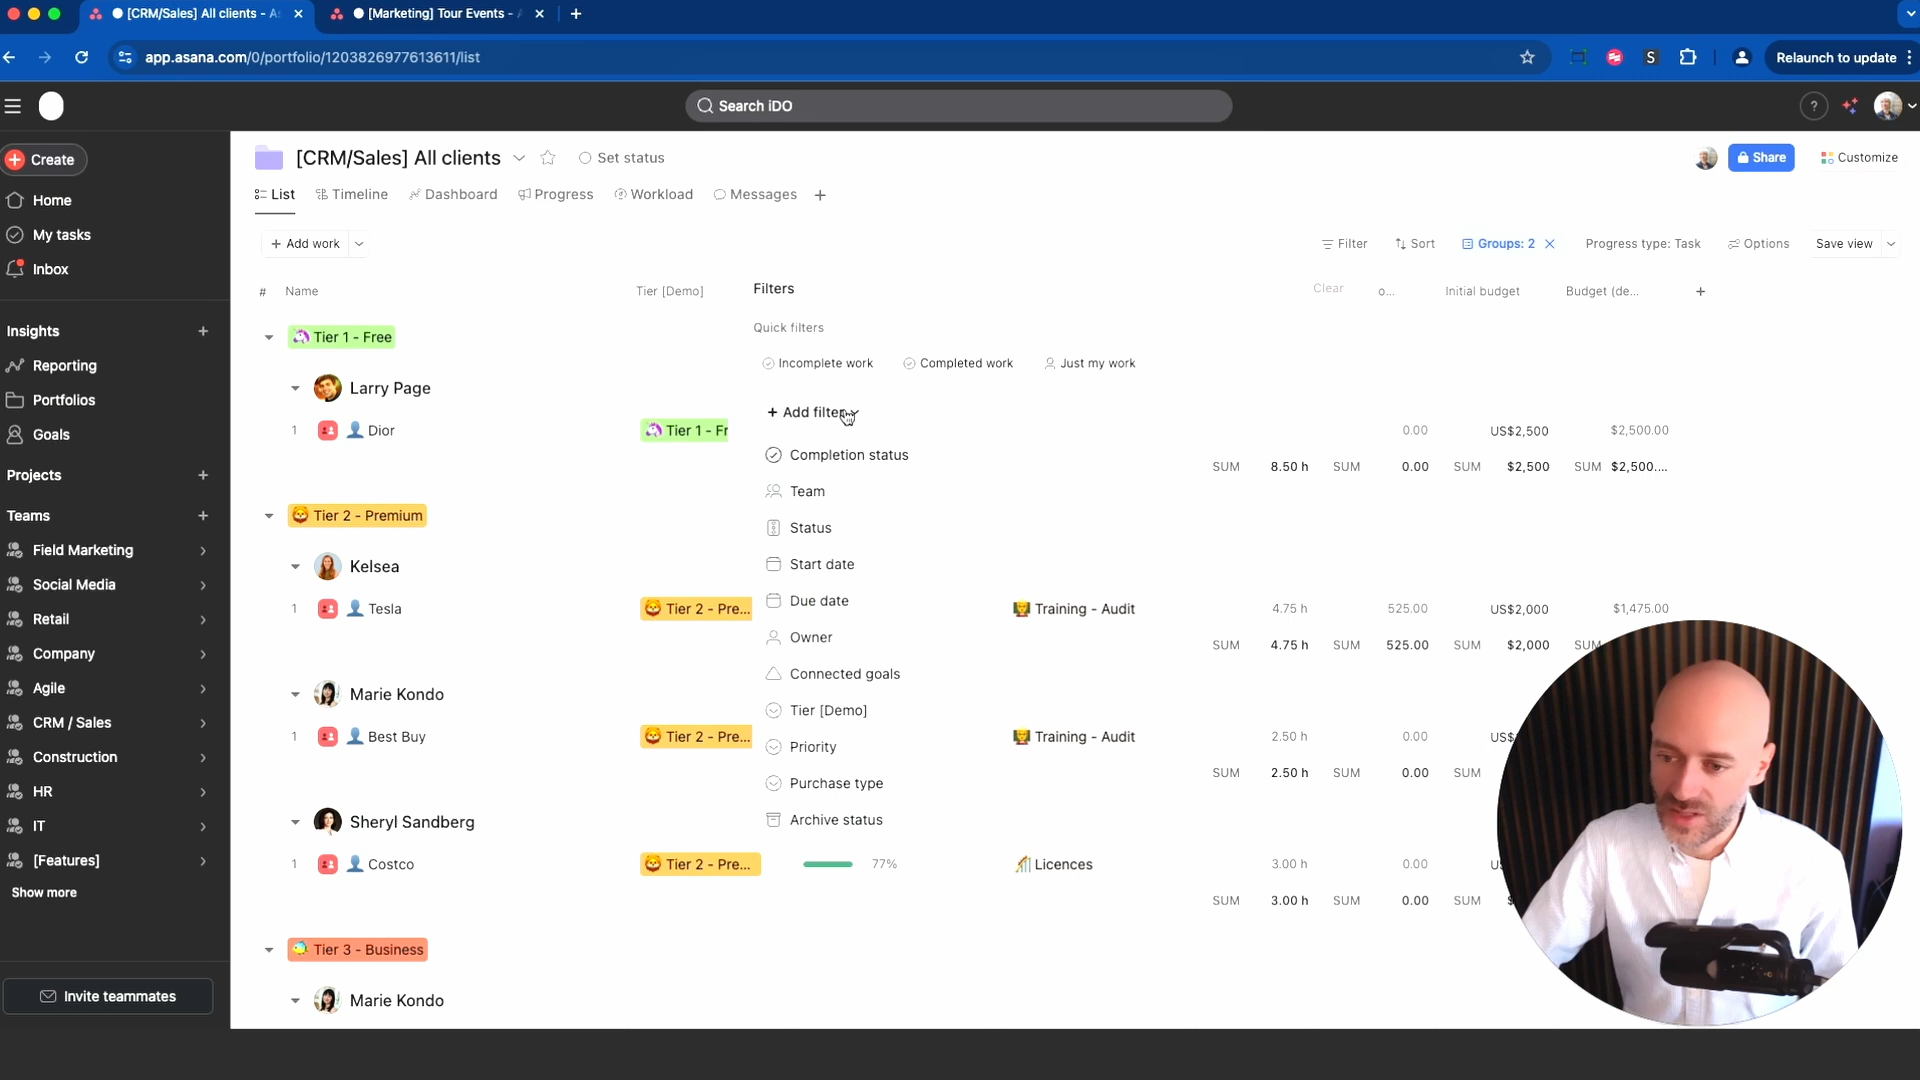 [CRM/Sales] All clients - As
[Marketing] Tour Events -
app.asana.com/0/portfolio/1203826977613611/list
S
Relaunch to update
Search iDO
?
Create
Home
My tasks
Inbox
Insights
Reporting
Portfolios
Goals
Projects
Teams
Field Marketing
Social Media
Retail
Company
Agile
CRM / Sales
Construction
HR
IT
[Features]
Show more
Invite teammates
[CRM/Sales] All clients
Set status
Share
Customize
List Timeline Dashboard Progress Workload Messages +
+ Add work
Filter Sort Groups: 2 Progress type: Task Options Save view
# Name Tier [Demo] o... Initial budget Budget (de... +
Filters Clear
Quick filters
Incomplete work Completed work Just my work
+ Add filter
Completion status
Team
Status
Start date
Due date
Owner
Connected goals
Tier [Demo]
Priority
Purchase type
Archive status
Tier 1 - Free
Larry Page
1 Dior Tier 1 - Fr 0.00 US$2,500 $2,500.00
SUM 8.50 h SUM 0.00 SUM $2,500 SUM $2,500....
Tier 2 - Premium
Kelsea
1 Tesla Tier 2 - Pre... Training - Audit 4.75 h 525.00 US$2,000 $1,475.00
SUM 4.75 h SUM 525.00 SUM $2,000 SUM
Marie Kondo
1 Best Buy Tier 2 - Pre... Training - Audit 2.50 h 0.00 US$
SUM 2.50 h SUM 0.00 SUM
Sheryl Sandberg
1 Costco Tier 2 - Pre... 77% Licences 3.00 h 0.00
SUM 3.00 h SUM 0.00 SUM
Tier 3 - Business
Marie Kondo